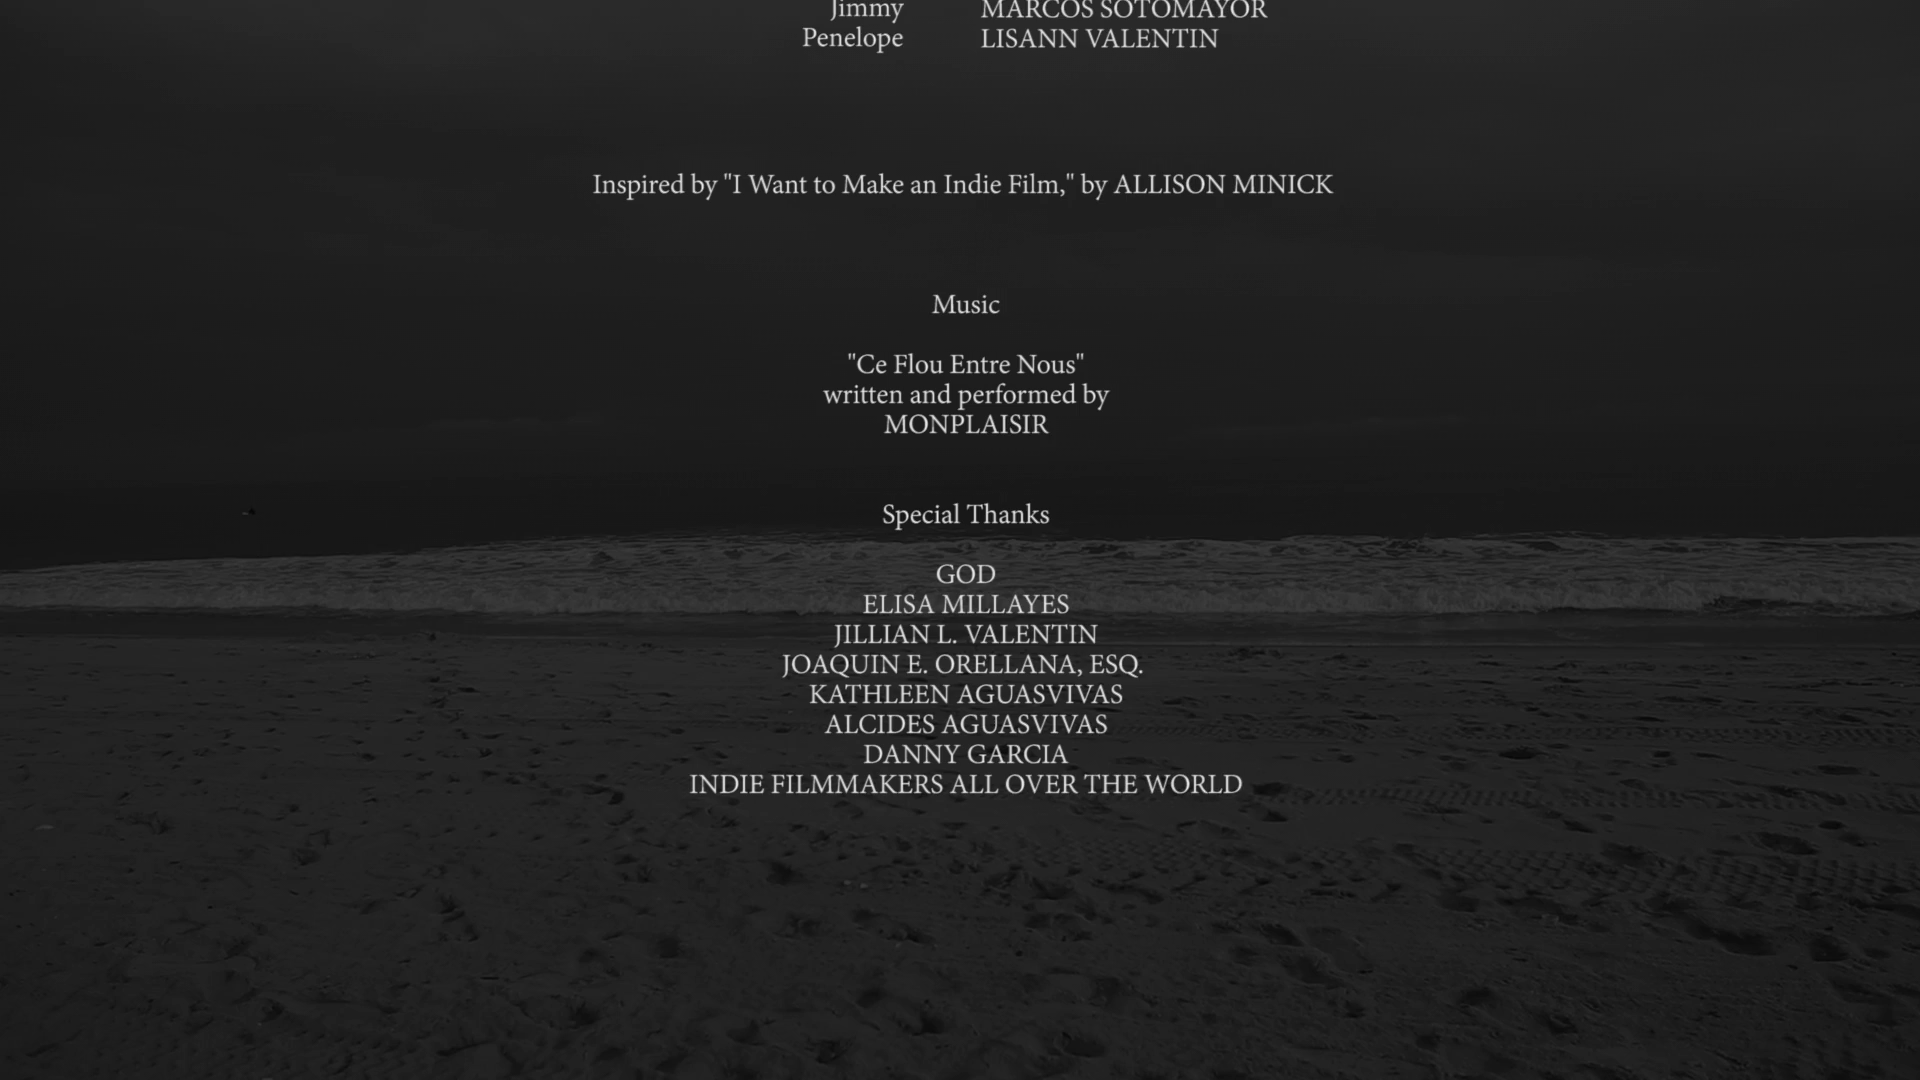 Jimmy MARCOS SOTOMAYOR
Penelope LISANN VALENTIN
Inspired by "I Want to Make an Indie Film," by ALLISON MINICK
Music
"Ce Flou Entre Nous"
written and performed by
MONPLAISIR
Special Thanks
GOD
ELISA MILLAYES
JILLIAN L. VALENTIN
JOAQUIN E. ORELLANA, ESQ.
KATHLEEN AGUASVIVAS
ALCIDES AGUASVIVAS
DANNY GARCIA
INDIE FILMMAKERS ALL OVER THE WORLD